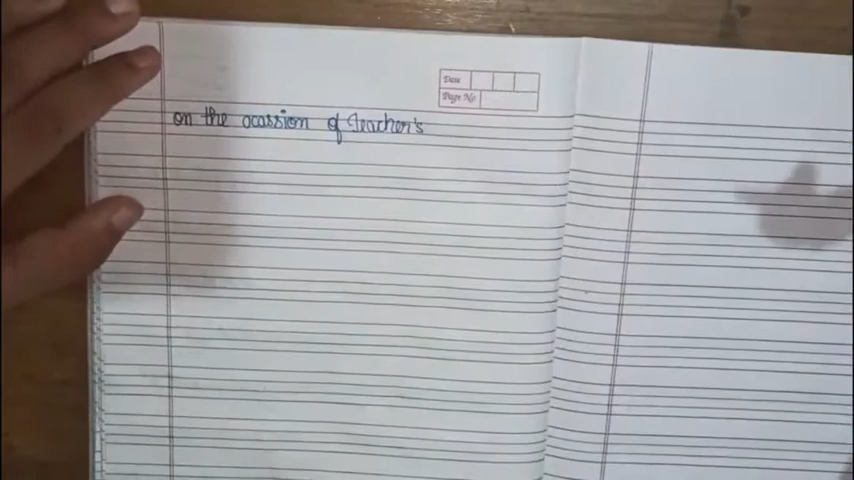 Date
Page No
on the ocassion of Teacher's